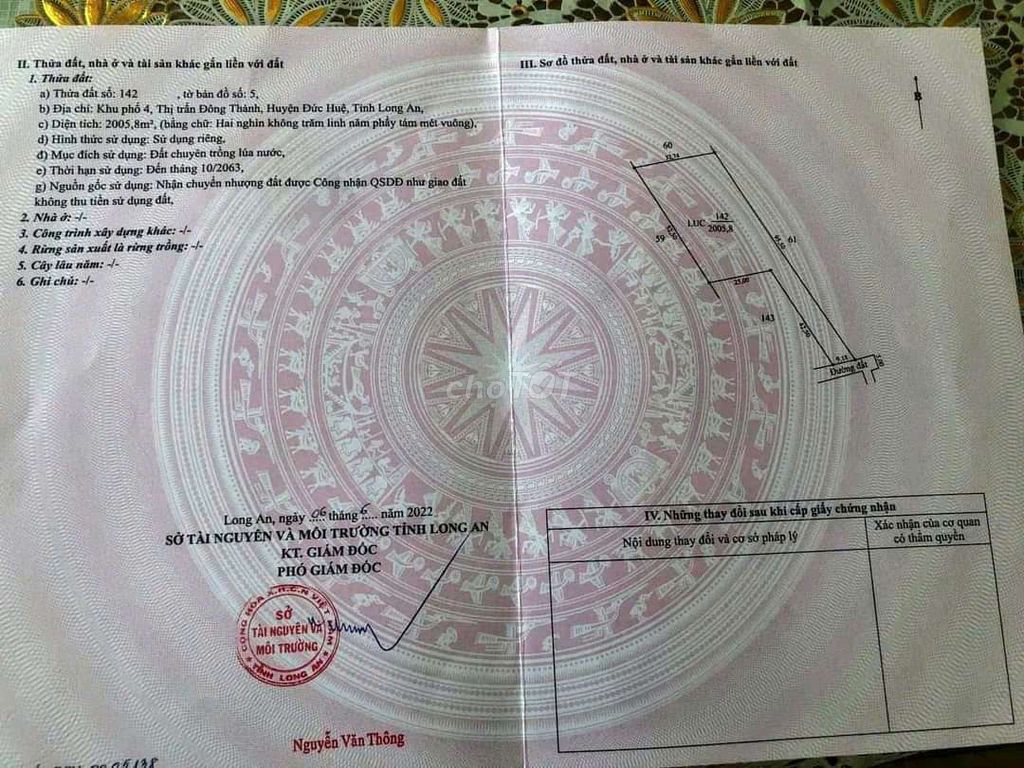 II. Thửa đất, nhà ở và tài sản khác gắn liền với đất
1. Thửa đất:
a) Thửa đất số: 142 , tờ bản đồ số: 5,
b) Địa chỉ: Khu phố 4, Thị trấn Đông Thành, Huyện Đức Huệ, Tỉnh Long An,
c) Diện tích: 2005,8m², (bằng chữ: Hai nghìn không trăm linh năm phẩy tám mét vuông),
d) Hình thức sử dụng: Sử dụng riêng,
đ) Mục đích sử dụng: Đất chuyên trồng lúa nước,
e) Thời hạn sử dụng: Đến tháng 10/2063,
g) Nguồn gốc sử dụng: Nhận chuyển nhượng đất được Công nhận QSDĐ như giao đất
không thu tiền sử dụng đất,
2. Nhà ở: -/-
3. Công trình xây dựng khác: -/-
4. Rừng sản xuất là rừng trồng: -/-
5. Cây lâu năm: -/-
6. Ghi chú: -/-
Long An, ngày 06 tháng 6 năm 2022
SỞ TÀI NGUYÊN VÀ MÔI TRƯỜNG TỈNH LONG AN
KT. GIÁM ĐỐC
PHÓ GIÁM ĐỐC
CỘNG HÒA X.H.C.N VIỆT NAM
SỞ
TÀI NGUYÊN VÀ
MÔI TRƯỜNG
TỈNH LONG AN
Nguyễn Văn Thông
III. Sơ đồ thửa đất, nhà ở và tài sản khác gắn liền với đất
B
60
LUC 142
2005,8
59
61
25,00
143
42,50
9,18
Đường đất
choTỐT
IV. Những thay đổi sau khi cấp giấy chứng nhận
Nội dung thay đổi và cơ sở pháp lý
Xác nhận của cơ quan
có thẩm quyền